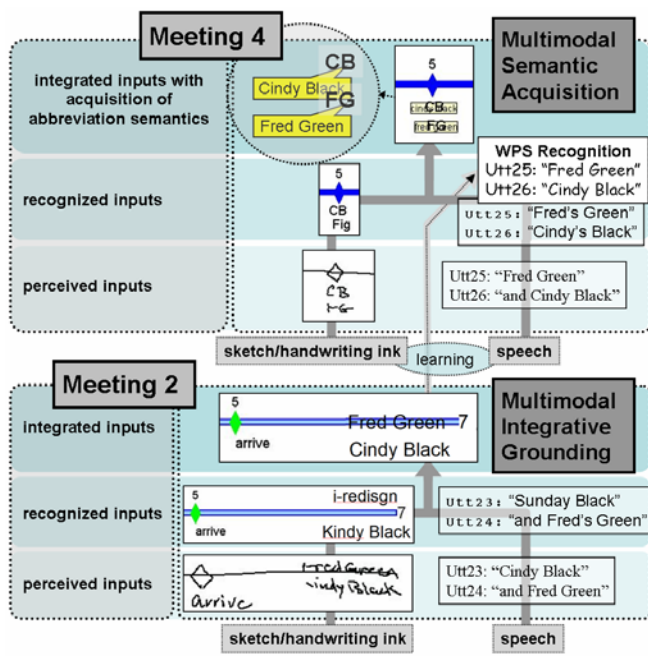 Meeting 4
Multimodal
Semantic
Acquisition
integrated inputs with
acquisition of
abbreviation semantics
CB
Cindy Black
FG
Fred Green
5
CB
FG
WPS Recognition
Utt25: “Fred Green”
Utt26: “Cindy Black”
recognized inputs
5
CB
Fig
Utt25: “Fred's Green”
Utt26: “Cindy's Black”
perceived inputs
CB
FG
Utt25: “Fred Green”
Utt26: “and Cindy Black”
sketch/handwriting ink
learning
speech
Meeting 2
Multimodal
Integrative
Grounding
integrated inputs
5
Fred Green 7
arrive
Cindy Black
recognized inputs
5
i-redisgn
7
arrive
Kindy Black
Utt23: “Sunday Black”
Utt24: “and Fred's Green”
perceived inputs
Fred Green
Cindy Black
arrive
Utt23: “Cindy Black”
Utt24: “and Fred Green”
sketch/handwriting ink
speech